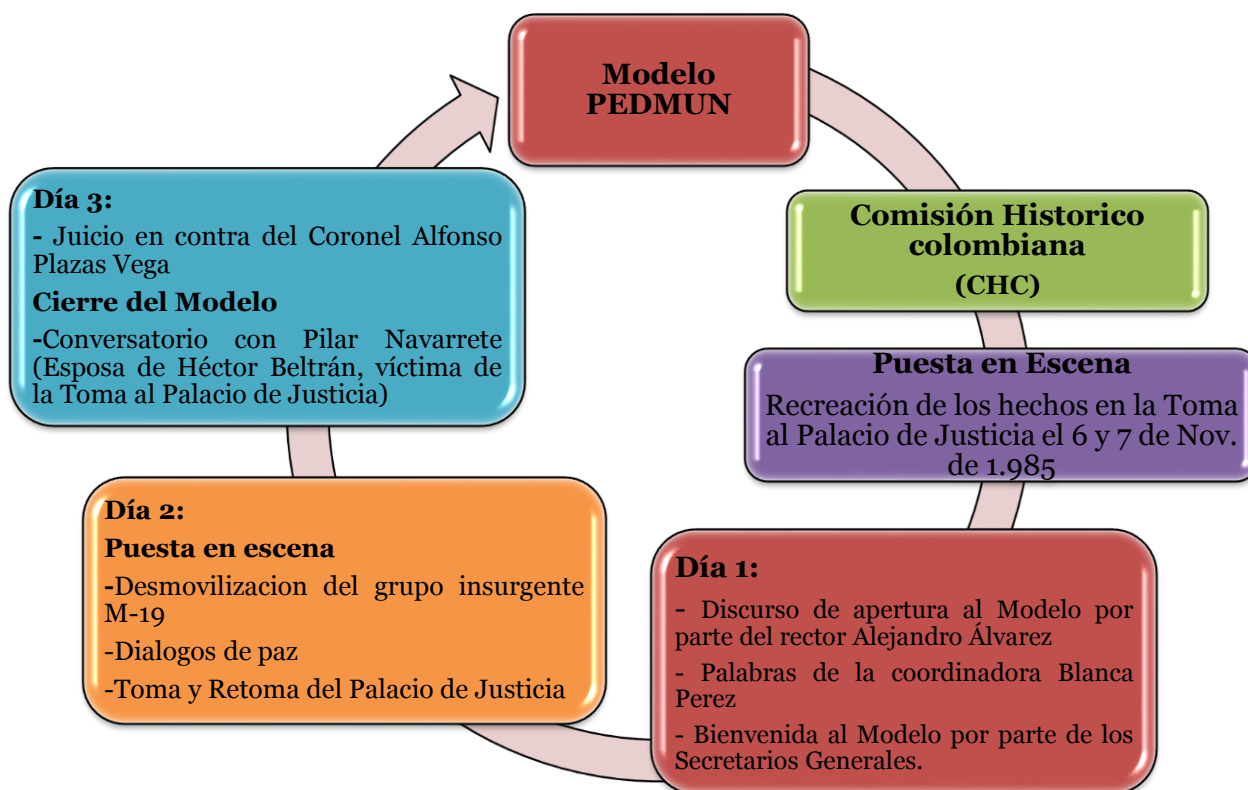 Modelo
PEDMUN
Comisión Historico
colombiana
(CHC)
Puesta en Escena
Recreación de los hechos en la Toma
al Palacio de Justicia el 6 y 7 de Nov.
de 1.985
Día 1:
- Discurso de apertura al Modelo por
parte del rector Alejandro Álvarez
- Palabras de la coordinadora Blanca
Perez
- Bienvenida al Modelo por parte de los
Secretarios Generales.
Día 2:
Puesta en escena
-Desmovilizacion del grupo insurgente
M-19
-Dialogos de paz
-Toma y Retoma del Palacio de Justicia
Día 3:
- Juicio en contra del Coronel Alfonso
Plazas Vega
Cierre del Modelo
-Conversatorio con Pilar Navarrete
(Esposa de Héctor Beltrán, víctima de
la Toma al Palacio de Justicia)